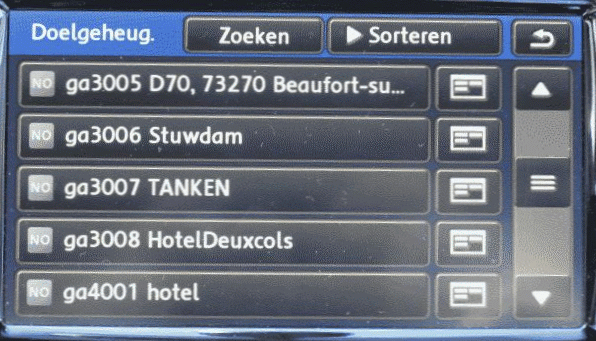 Doelgeheug. Zoeken Sorteren
NO ga3005 D70, 73270 Beaufort-su...
NO ga3006 Stuwdam
NO ga3007 TANKEN
NO ga3008 HotelDeuxcols
NO ga4001 hotel